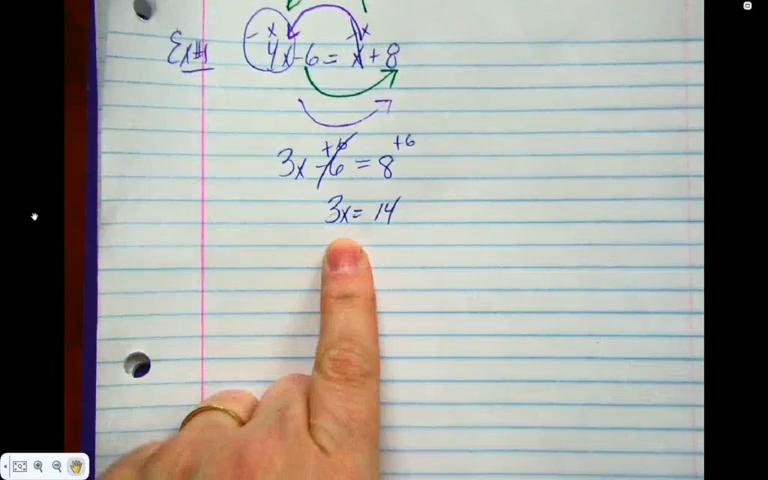 -x -x
Ex#1 4x-6=x+8
+6 +6
3x-6=8
3x=14